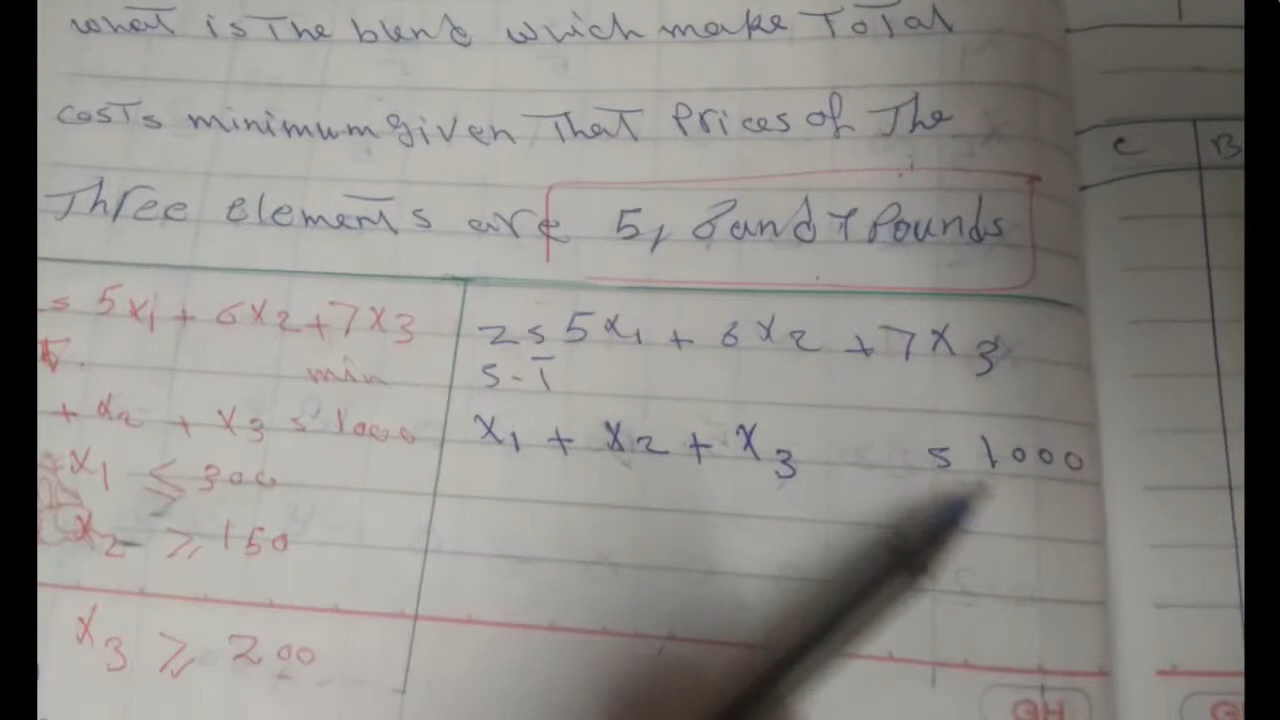 what is The blend which make Total
costs minimum given That Prices of The
Three elements are 5, 6 and 7 Pounds
= 5x1 + 6x2 + 7x3
min
+ x2 + x3 = 1000
x1 ≤ 300
x2 ≥ 150
x3 ≥ 200
Z = 5x1 + 6x2 + 7x3
S-T
x1 + x2 + x3 = 1000
C B